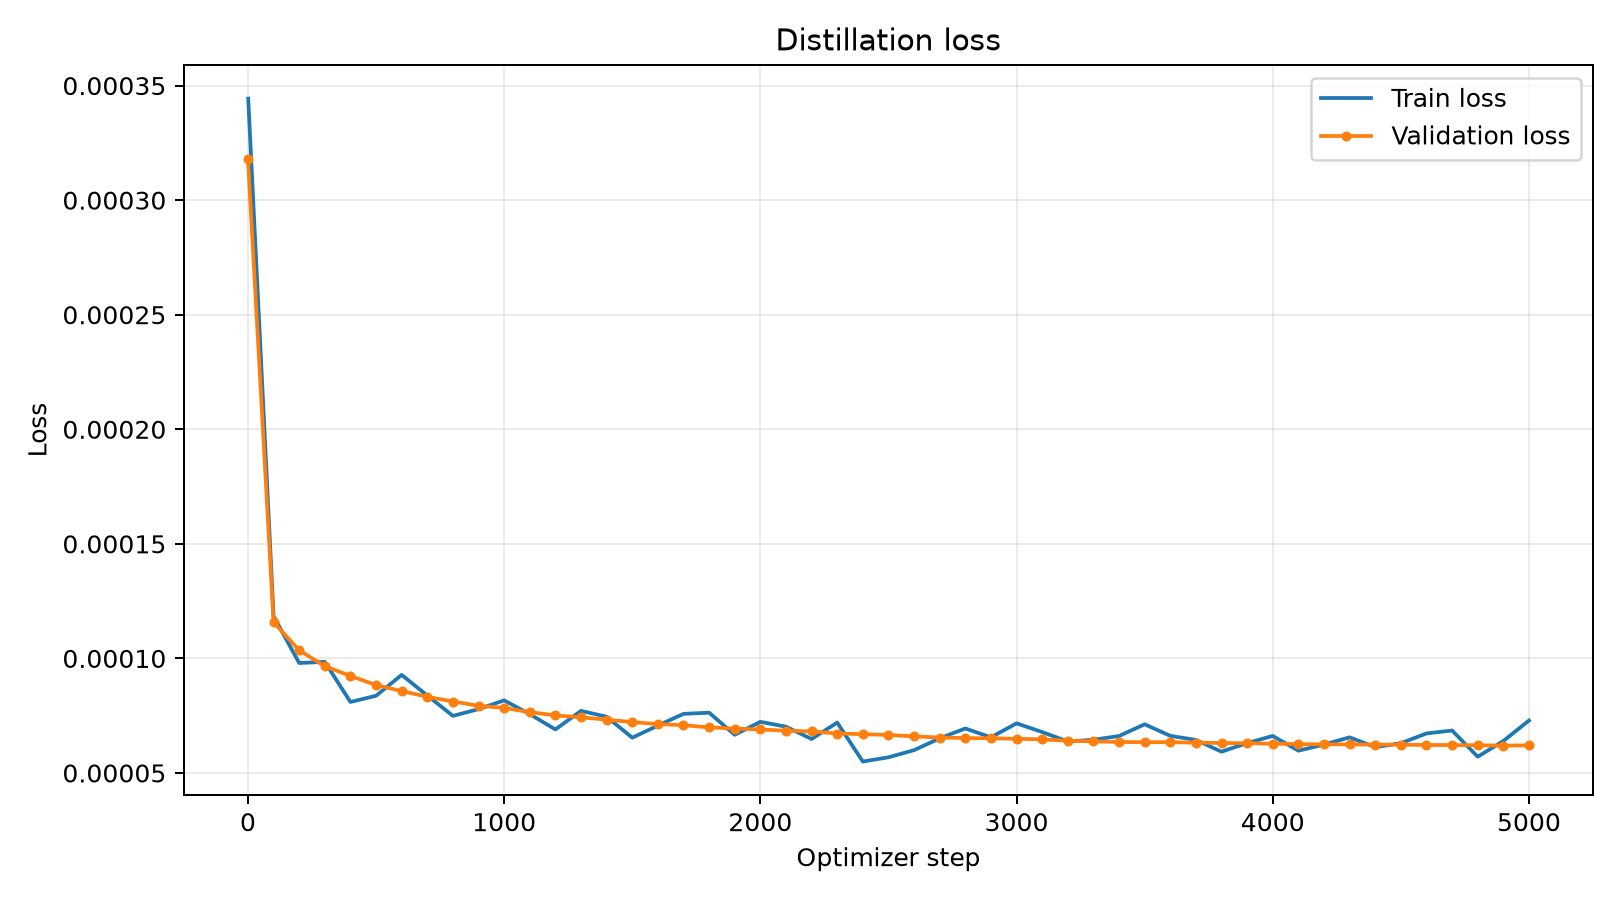 Distillation loss
Train loss
Validation loss
0.00035
0.00030
0.00025
0.00020
0.00015
0.00010
0.00005
Loss
0 1000 2000 3000 4000 5000
Optimizer step